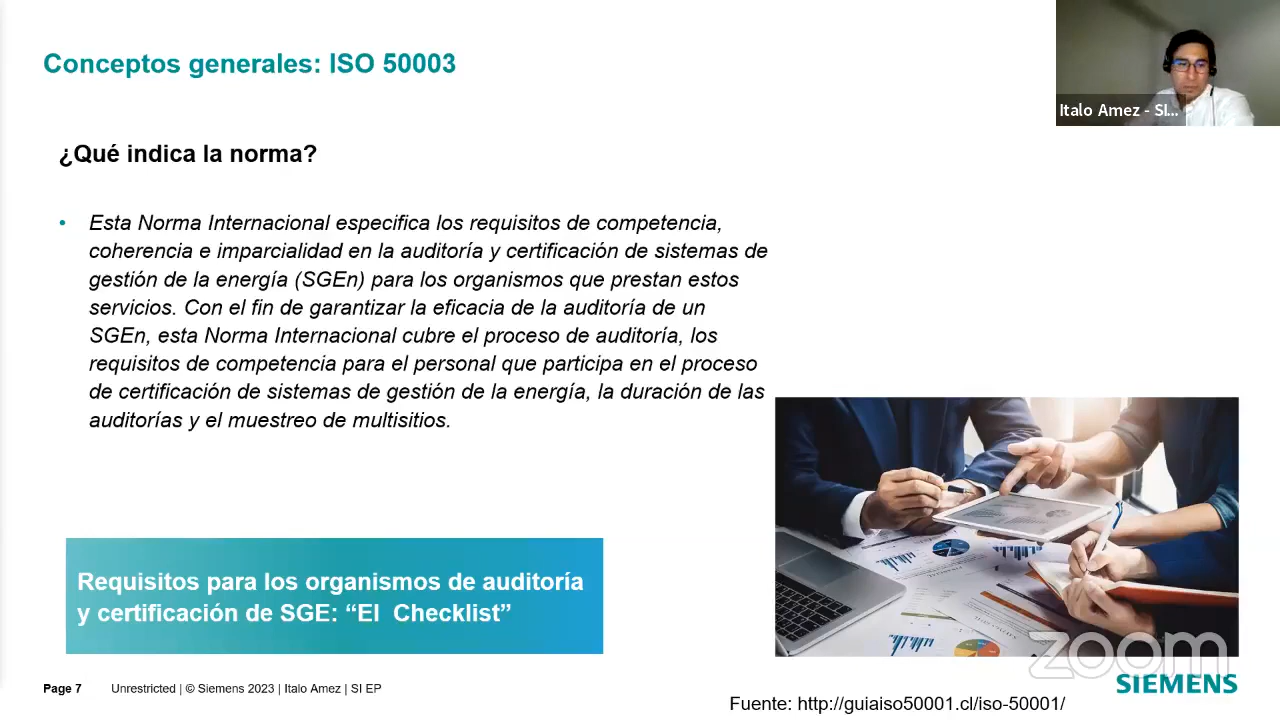 Conceptos generales: ISO 50003
Italo Amez - SI...
¿Qué indica la norma?
• Esta Norma Internacional especifica los requisitos de competencia,
coherencia e imparcialidad en la auditoría y certificación de sistemas de
gestión de la energía (SGEn) para los organismos que prestan estos
servicios. Con el fin de garantizar la eficacia de la auditoría de un
SGEn, esta Norma Internacional cubre el proceso de auditoría, los
requisitos de competencia para el personal que participa en el proceso
de certificación de sistemas de gestión de la energía, la duración de las
auditorías y el muestreo de multisitios.
Requisitos para los organismos de auditoría
y certificación de SGE: “El Checklist”
zoom
SIEMENS
Page 7 Unrestricted | © Siemens 2023 | Italo Amez | SI EP
Fuente: http://guiaiso50001.cl/iso-50001/